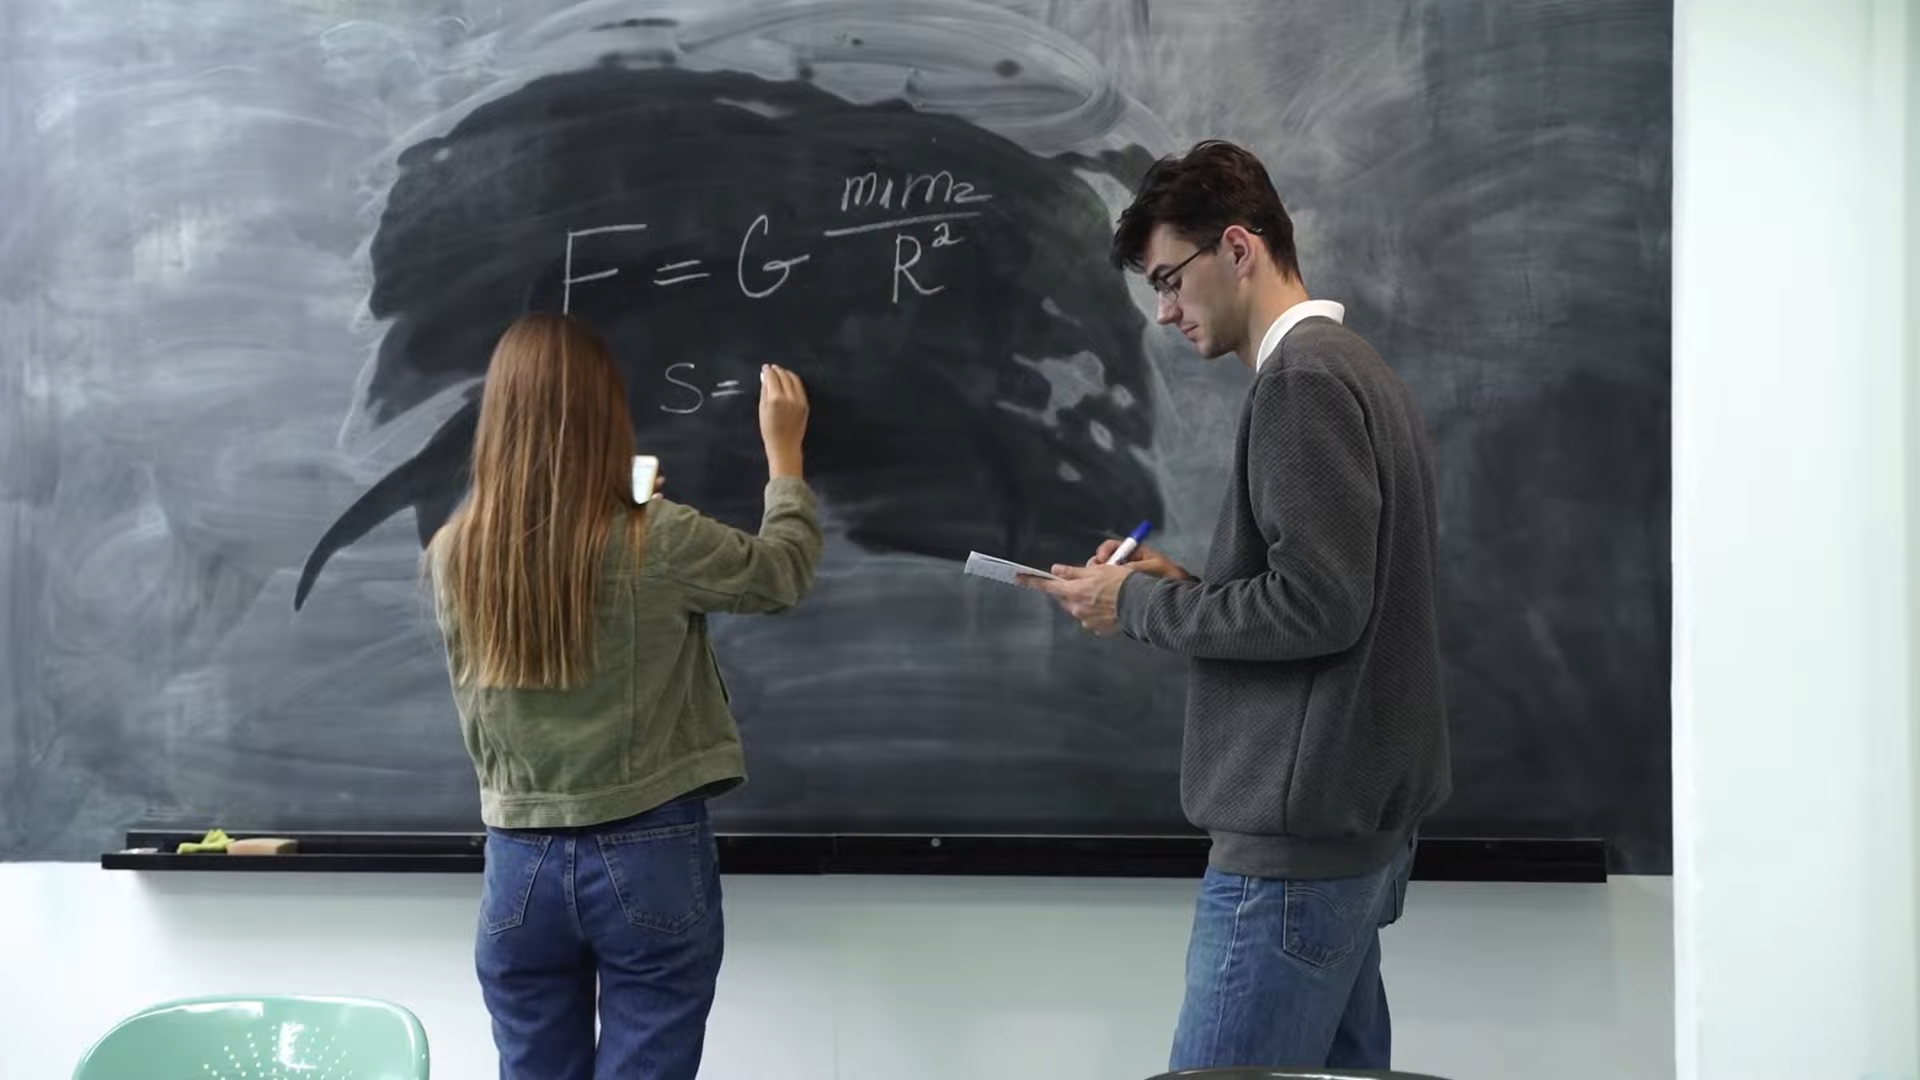 F = G m1m2/R²
S =